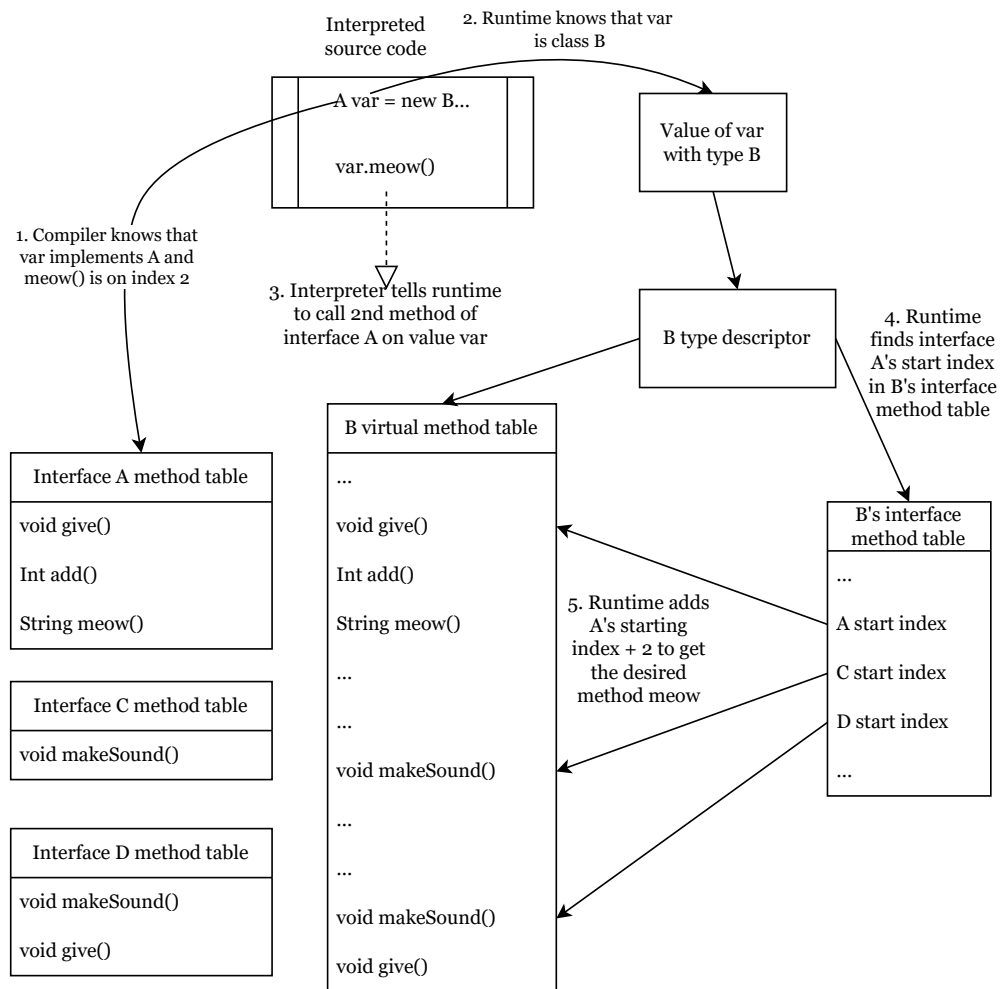 Interpreted
source code
2. Runtime knows that var
is class B
A var = new B...
var.meow()
Value of var
with type B
1. Compiler knows that
var implements A and
meow() is on index 2
3. Interpreter tells runtime
to call 2nd method of
interface A on value var
B type descriptor
4. Runtime
finds interface
A's start index
in B's interface
method table
Interface A method table
void give()
Int add()
String meow()
Interface C method table
void makeSound()
Interface D method table
void makeSound()
void give()
B virtual method table
...
void give()
Int add()
String meow()
...
...
void makeSound()
...
...
void makeSound()
void give()
5. Runtime adds
A's starting
index + 2 to get
the desired
method meow
B's interface
method table
...
A start index
C start index
D start index
...